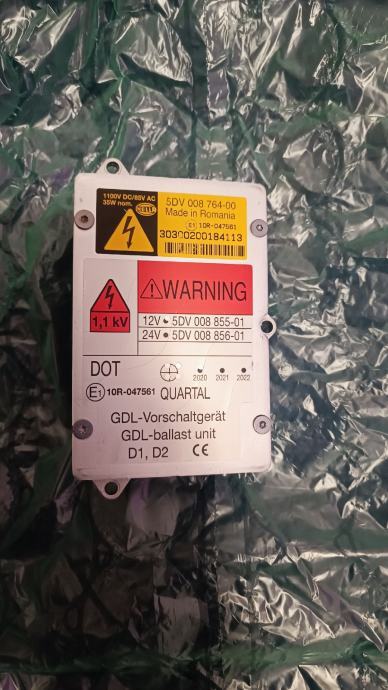 1100V DC/85V AC
35W nom.
HELLA
5DV 008 764-00
Made in Romania
E1 10R-047561
30300200184113
1,1 kV
WARNING
12V 5DV 008 855-01
24V 5DV 008 856-01
DOT
2020 2021 2022
E1 10R-047561 QUARTAL
GDL-Vorschaltgerät
GDL-ballast unit
D1, D2 CE